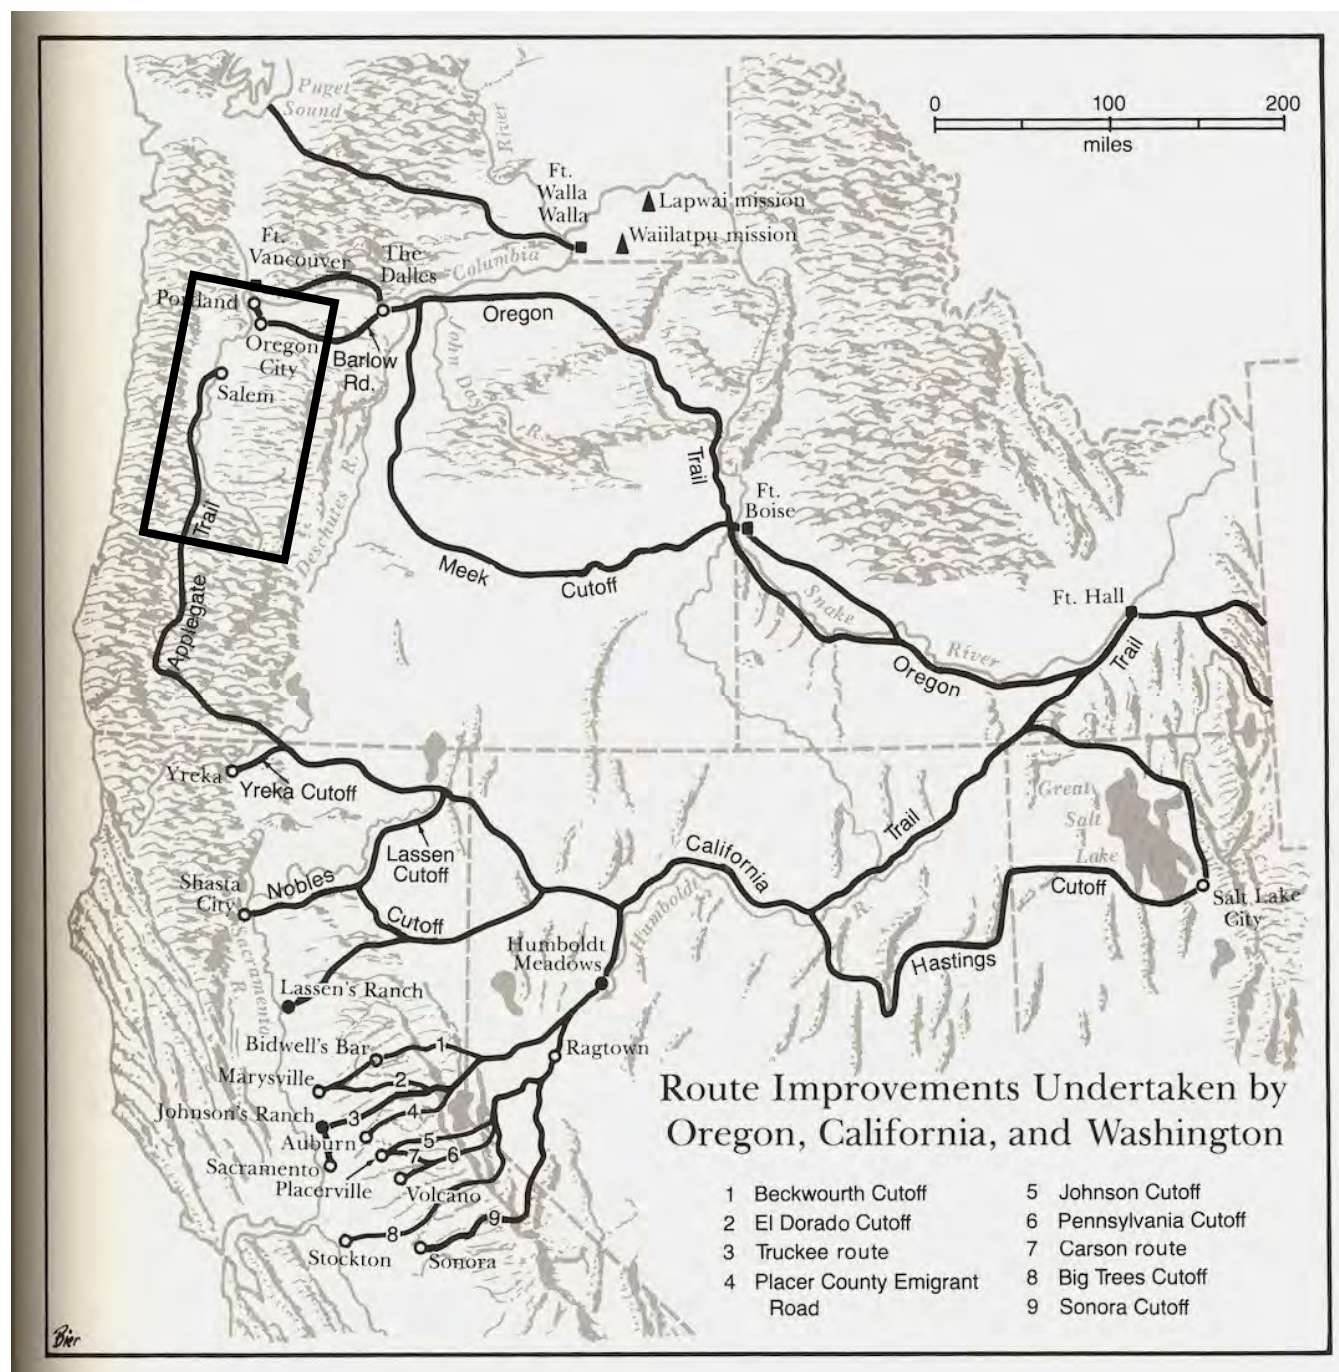 Puget
Sound
River
0 100 200
miles
Ft.
Walla
Walla
Lapwai mission
Waiilatpu mission
Ft.
Vancouver
The
Dalles
Columbia
Portland
Oregon
City
Barlow
Rd.
Salem
Oregon
John
Day
R.
Trail
Ft.
Boise
Deschutes R.
Trail
Applegate
Meek
Cutoff
Snake
River
Oregon
Ft. Hall
Trail
Yreka
Yreka Cutoff
Lassen
Cutoff
Shasta
City
Nobles
Cutoff
Sacramento
R.
Lassen's Ranch
Humboldt
Meadows
Humboldt
R.
California
Trail
Great
Salt
Lake
Cutoff
Salt Lake
City
Hastings
Bidwell's Bar
1
Ragtown
Marysville
2
Johnson's Ranch
3
4
Auburn
5
Sacramento
7
6
Placerville
Volcano
8
9
Stockton
Sonora
Route Improvements Undertaken by
Oregon, California, and Washington
1 Beckwourth Cutoff
2 El Dorado Cutoff
3 Truckee route
4 Placer County Emigrant
Road
5 Johnson Cutoff
6 Pennsylvania Cutoff
7 Carson route
8 Big Trees Cutoff
9 Sonora Cutoff
Bier